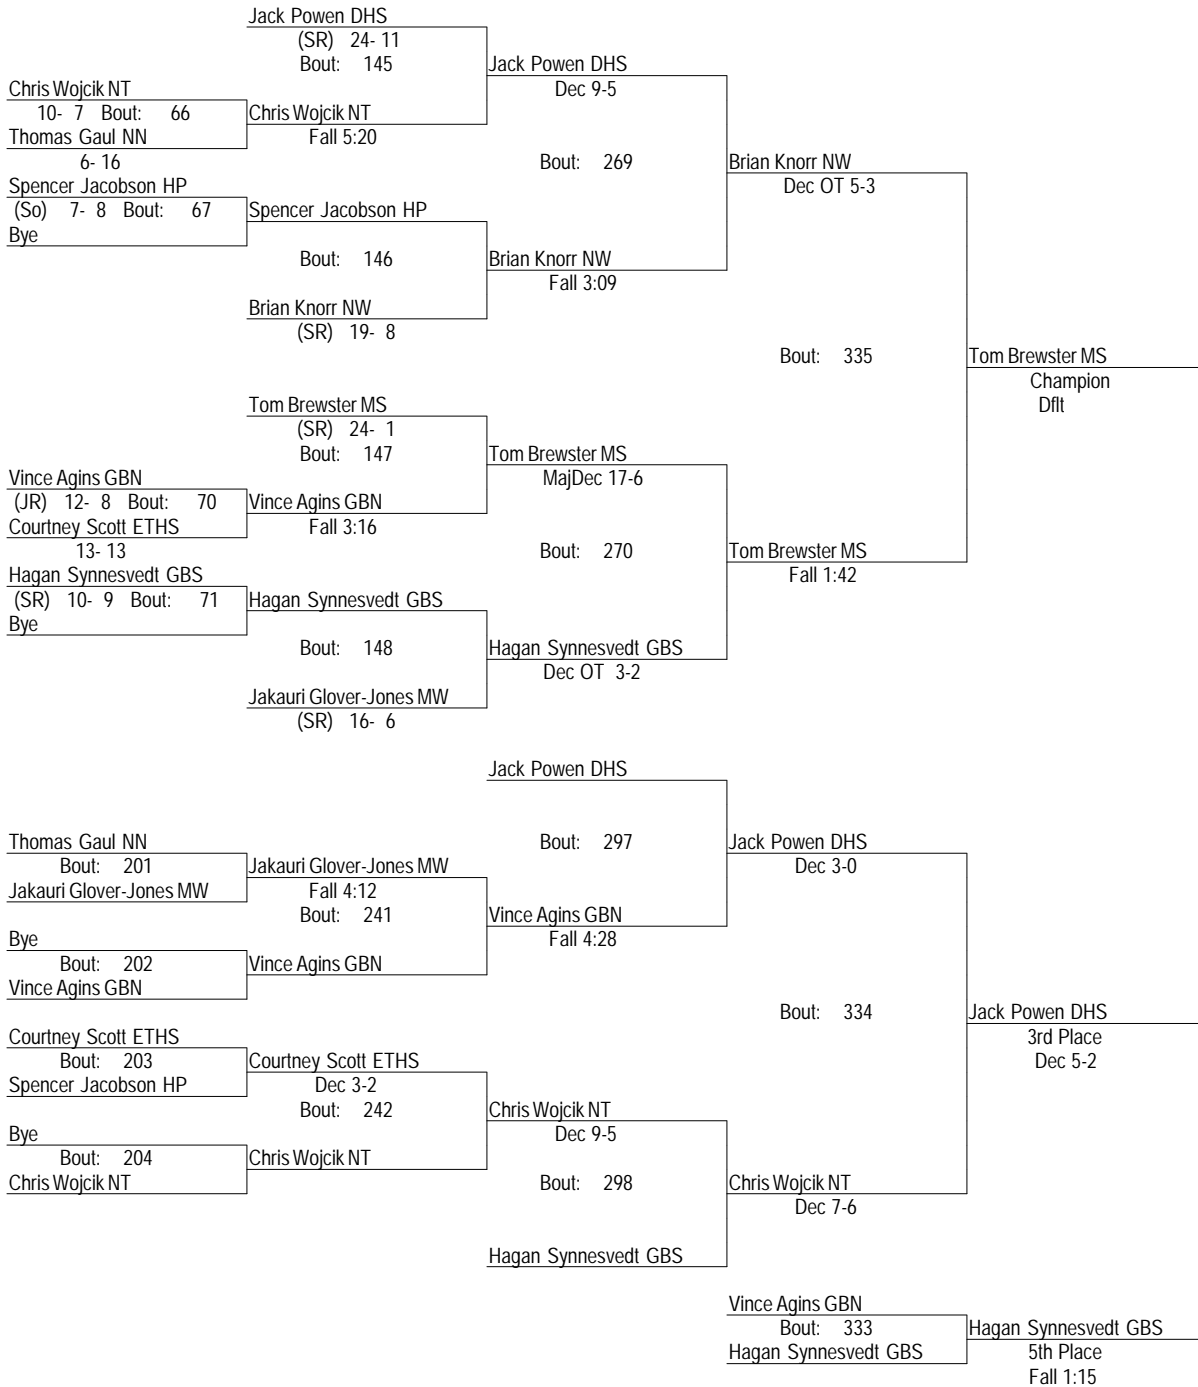 Jack Powen DHS
(SR) 24- 11
Bout: 145
Jack Powen DHS
Dec 9-5
Chris Wojcik NT
10- 7 Bout: 66
Chris Wojcik NT
Fall 5:20
Thomas Gaul NN
6- 16
Bout: 269
Brian Knorr NW
Dec OT 5-3
Spencer Jacobson HP
(So) 7- 8 Bout: 67
Spencer Jacobson HP
Bye
Bout: 146
Brian Knorr NW
Fall 3:09
Brian Knorr NW
(SR) 19- 8
Bout: 335
Tom Brewster MS
Champion
Dflt
Tom Brewster MS
(SR) 24- 1
Bout: 147
Tom Brewster MS
MajDec 17-6
Vince Agins GBN
(JR) 12- 8 Bout: 70
Vince Agins GBN
Fall 3:16
Courtney Scott ETHS
13- 13
Bout: 270
Tom Brewster MS
Fall 1:42
Hagan Synnesvedt GBS
(SR) 10- 9 Bout: 71
Hagan Synnesvedt GBS
Bye
Bout: 148
Hagan Synnesvedt GBS
Dec OT 3-2
Jakauri Glover-Jones MW
(SR) 16- 6
Jack Powen DHS
Bout: 297
Jack Powen DHS
Dec 3-0
Thomas Gaul NN
Bout: 201
Jakauri Glover-Jones MW
Fall 4:12
Jakauri Glover-Jones MW
Bout: 241
Vince Agins GBN
Fall 4:28
Bye
Bout: 202
Vince Agins GBN
Vince Agins GBN
Bout: 334
Jack Powen DHS
3rd Place
Dec 5-2
Courtney Scott ETHS
Bout: 203
Courtney Scott ETHS
Dec 3-2
Spencer Jacobson HP
Bout: 242
Chris Wojcik NT
Dec 9-5
Bye
Bout: 204
Chris Wojcik NT
Chris Wojcik NT
Bout: 298
Chris Wojcik NT
Dec 7-6
Hagan Synnesvedt GBS
Vince Agins GBN
Bout: 333
Hagan Synnesvedt GBS
Hagan Synnesvedt GBS
5th Place
Fall 1:15